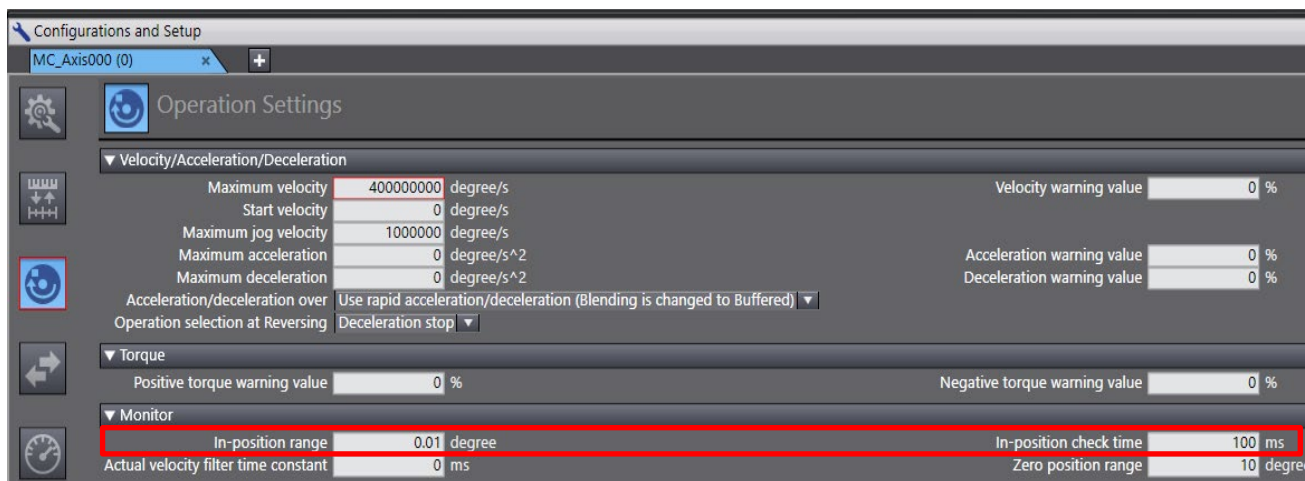 Configurations and Setup
MC_Axis000 (0) × +
Operation Settings
▼ Velocity/Acceleration/Deceleration
Maximum velocity 400000000 degree/s Velocity warning value 0 %
Start velocity 0 degree/s
Maximum jog velocity 1000000 degree/s
Maximum acceleration 0 degree/s^2 Acceleration warning value 0 %
Maximum deceleration 0 degree/s^2 Deceleration warning value 0 %
Acceleration/deceleration over Use rapid acceleration/deceleration (Blending is changed to Buffered) ▼
Operation selection at Reversing Deceleration stop ▼
▼ Torque
Positive torque warning value 0 % Negative torque warning value 0 %
▼ Monitor
In-position range 0.01 degree In-position check time 100 ms
Actual velocity filter time constant 0 ms Zero position range 10 degre